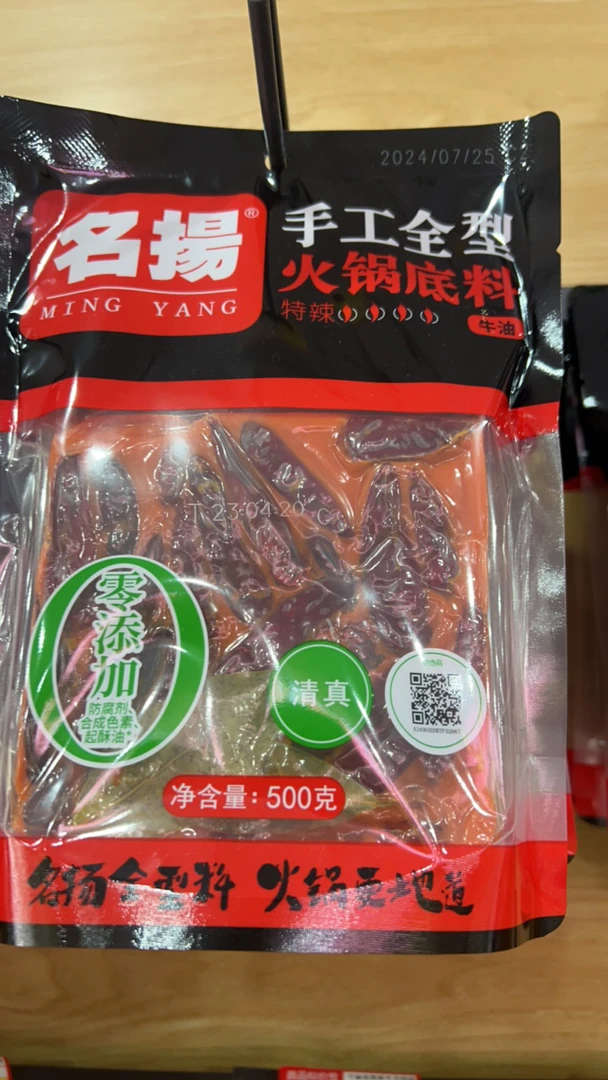 2024/07/25 CZ
名揚®
MING YANG
手工全型
火锅底料
特辣
牛油
T 23:04:20 C
零添加
防腐剂、
合成色素、
起酥油*
清真
净含量：500克
名扬全型料 火锅更地道